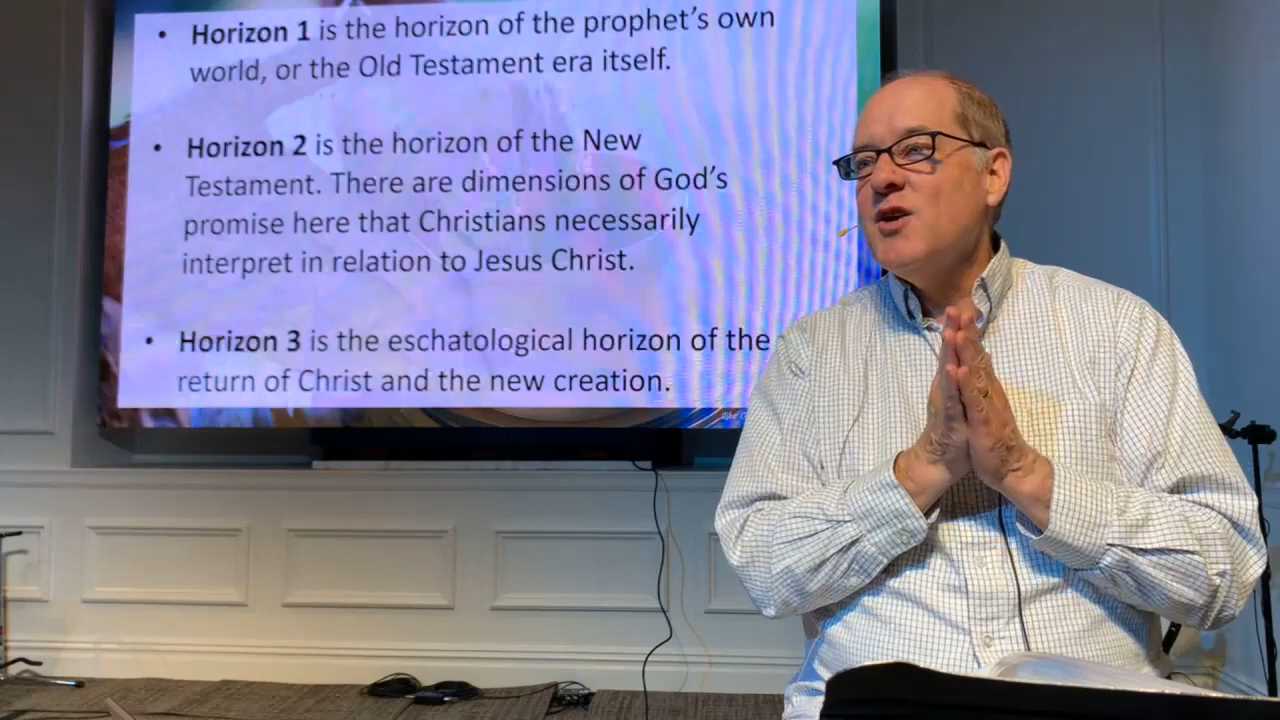 • Horizon 1 is the horizon of the prophet’s own
world, or the Old Testament era itself.
• Horizon 2 is the horizon of the New
Testament. There are dimensions of God’s
promise here that Christians necessarily
interpret in relation to Jesus Christ.
• Horizon 3 is the eschatological horizon of the
return of Christ and the new creation.